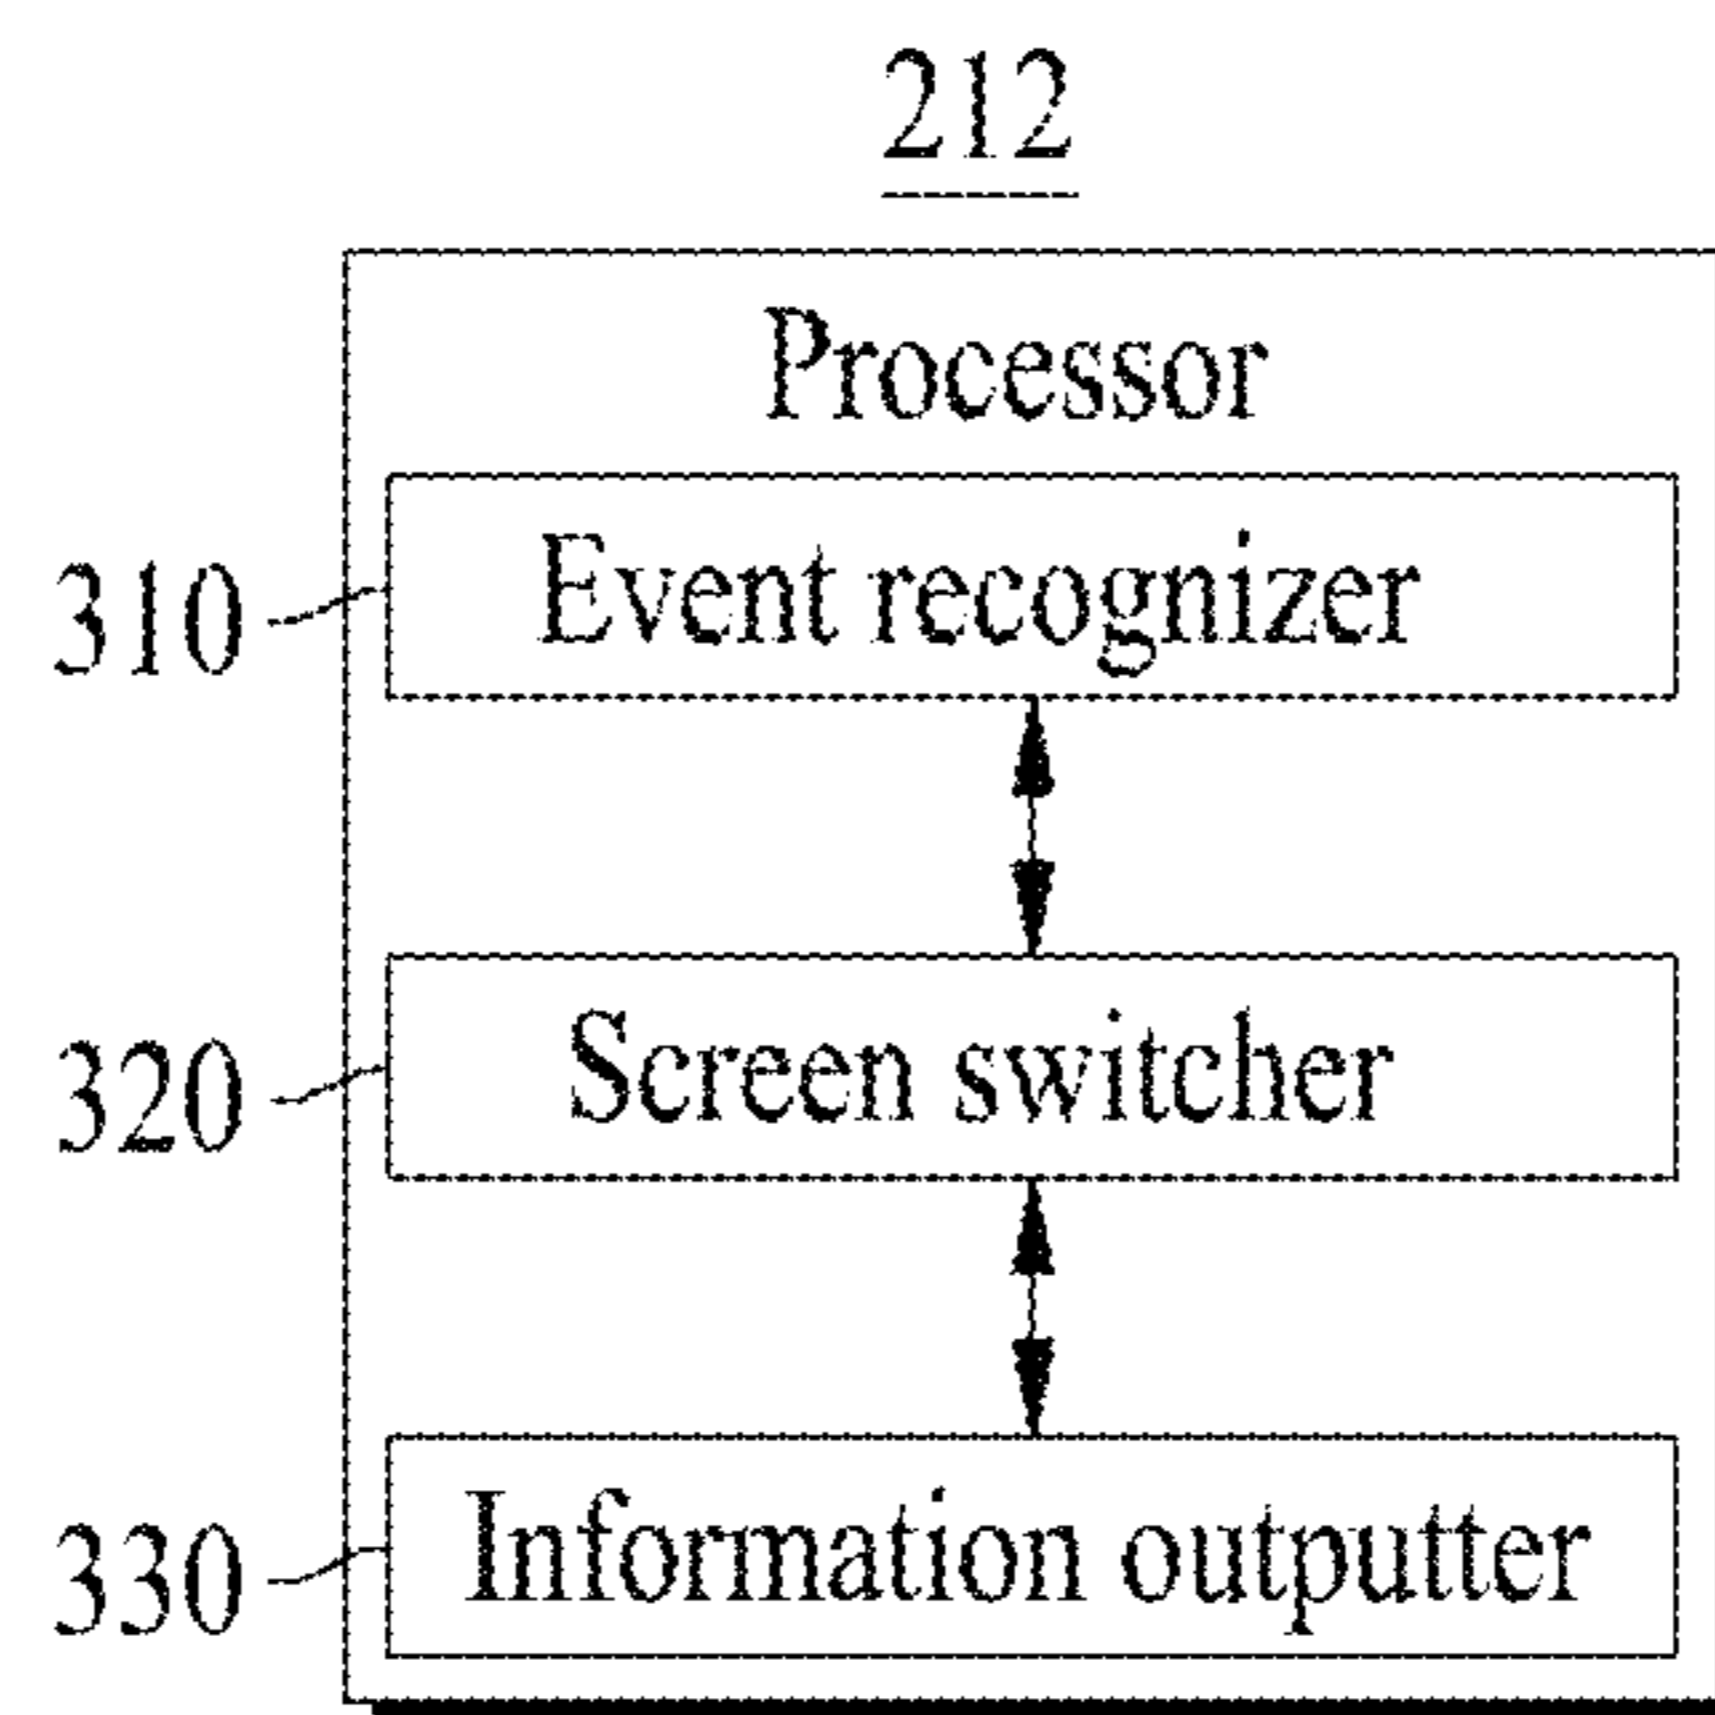 212
Processor
310 Event recognizer
320 Screen switcher
330 Information outputter